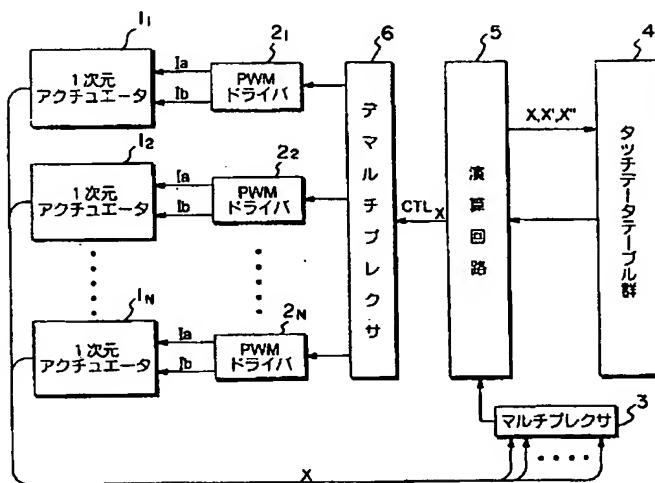 1₁
1次元
アクチュエータ
Ia
Ib
2₁
PWM
ドライバ
6
デマルチプレクサ
5
演算回路
4
タッチデータテーブル群
X,X',X"
CTLX
1₂
1次元
アクチュエータ
Ia
Ib
2₂
PWM
ドライバ
1N
1次元
アクチュエータ
Ia
Ib
2N
PWM
ドライバ
マルチプレクサ
3
X